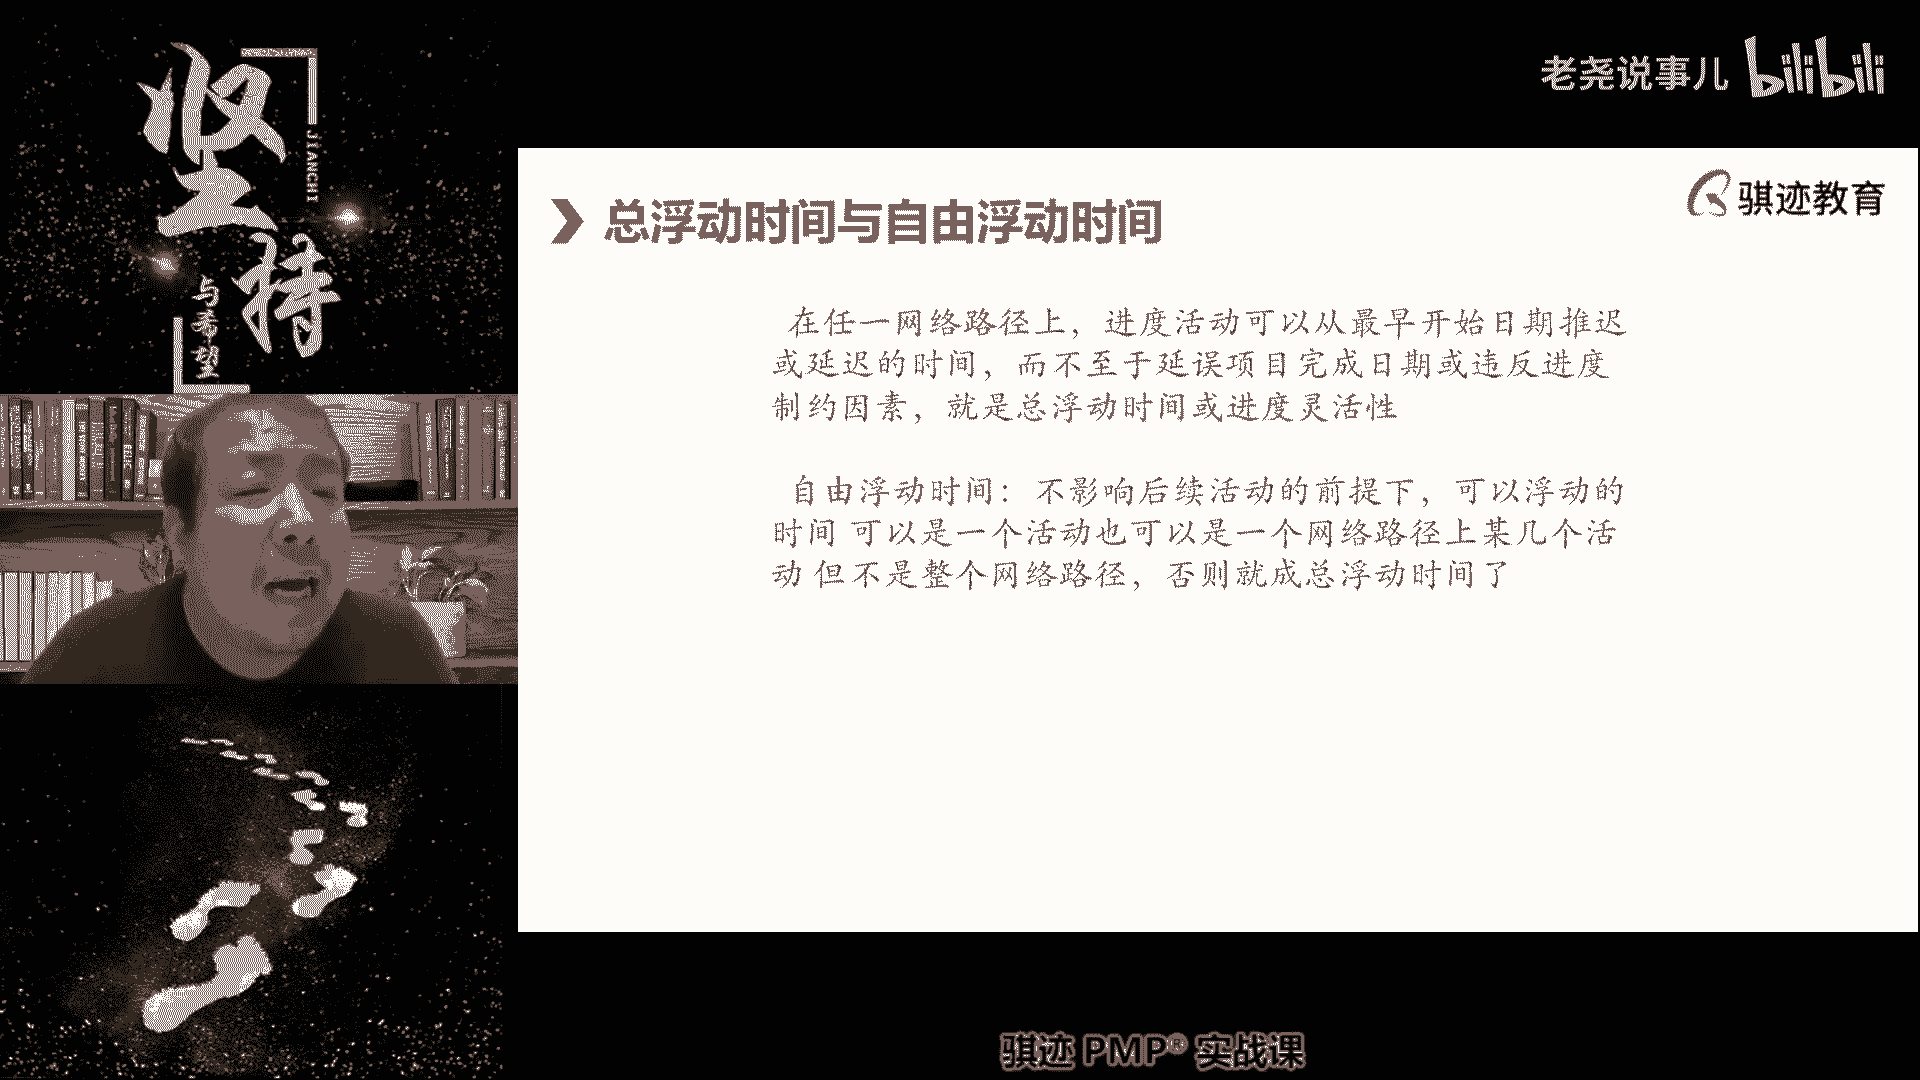 坚持
JIANCHI
与希望
老尧说事儿 bilibili
骐迹教育
总浮动时间与自由浮动时间
在任一网络路径上，进度活动可以从最早开始日期推迟
或延迟的时间，而不至于延误项目完成日期或违反进度
制约因素，就是总浮动时间或进度灵活性
自由浮动时间：不影响后续活动的前提下，可以浮动的
时间 可以是一个活动也可以是一个网络路径上某几个活
动 但不是整个网络路径，否则就成总浮动时间了
骐迹 PMP® 实战课